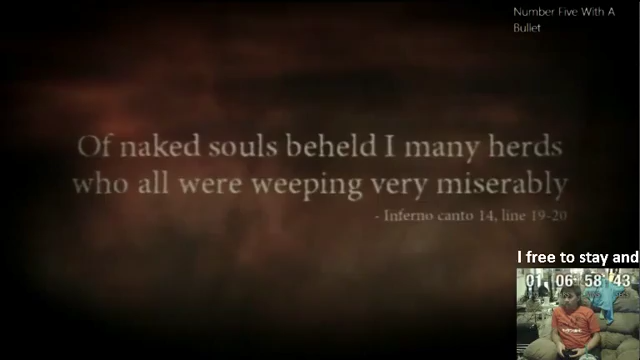 Number Five With A
Bullet
Of naked souls beheld I many herds
who all were weeping very miserably
- Inferno canto 14, line 19-20
I free to stay and
01 06 58 43